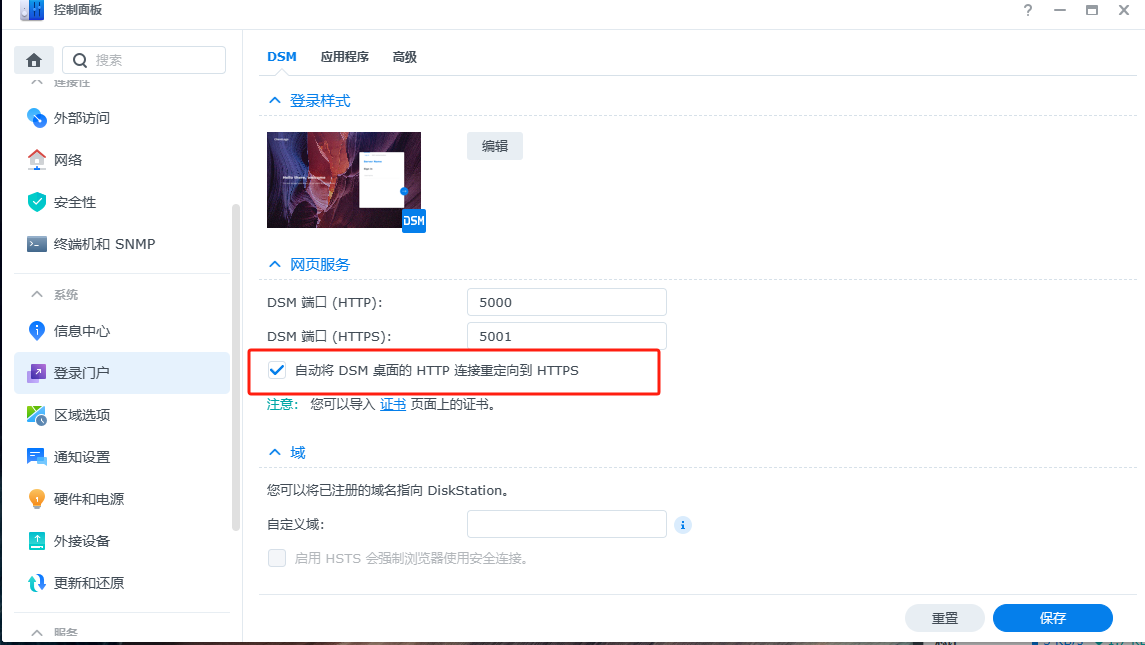 控制面板
搜索
DSM 应用程序 高级
连接性
外部访问
网络
安全性
终端机和 SNMP
系统
信息中心
登录门户
区域选项
通知设置
硬件和电源
外接设备
更新和还原
服务
登录样式
编辑
DSM
网页服务
DSM 端口 (HTTP): 5000
DSM 端口 (HTTPS): 5001
自动将 DSM 桌面的 HTTP 连接重定向到 HTTPS
注意: 您可以导入 证书 页面上的证书。
域
您可以将已注册的域名指向 DiskStation。
自定义域:
启用 HSTS 会强制浏览器使用安全连接。
重置 保存